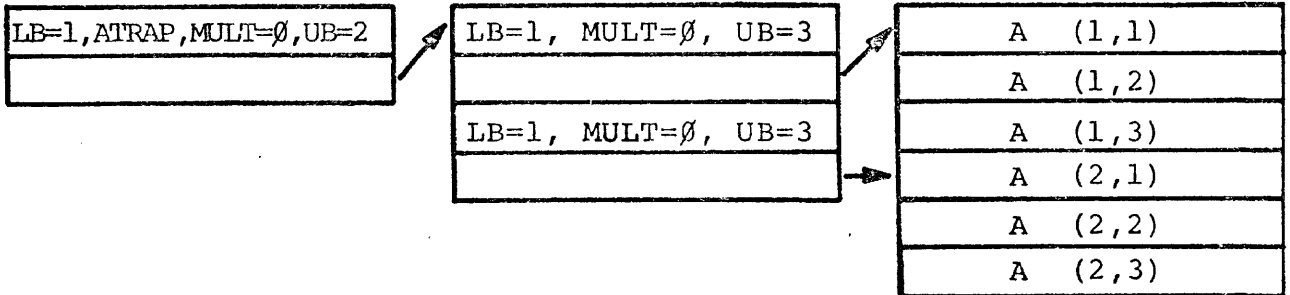 LB=1,ATRAP,MULT=Ø,UB=2
LB=1, MULT=Ø, UB=3
LB=1, MULT=Ø, UB=3
A (1,1)
A (1,2)
A (1,3)
A (2,1)
A (2,2)
A (2,3)